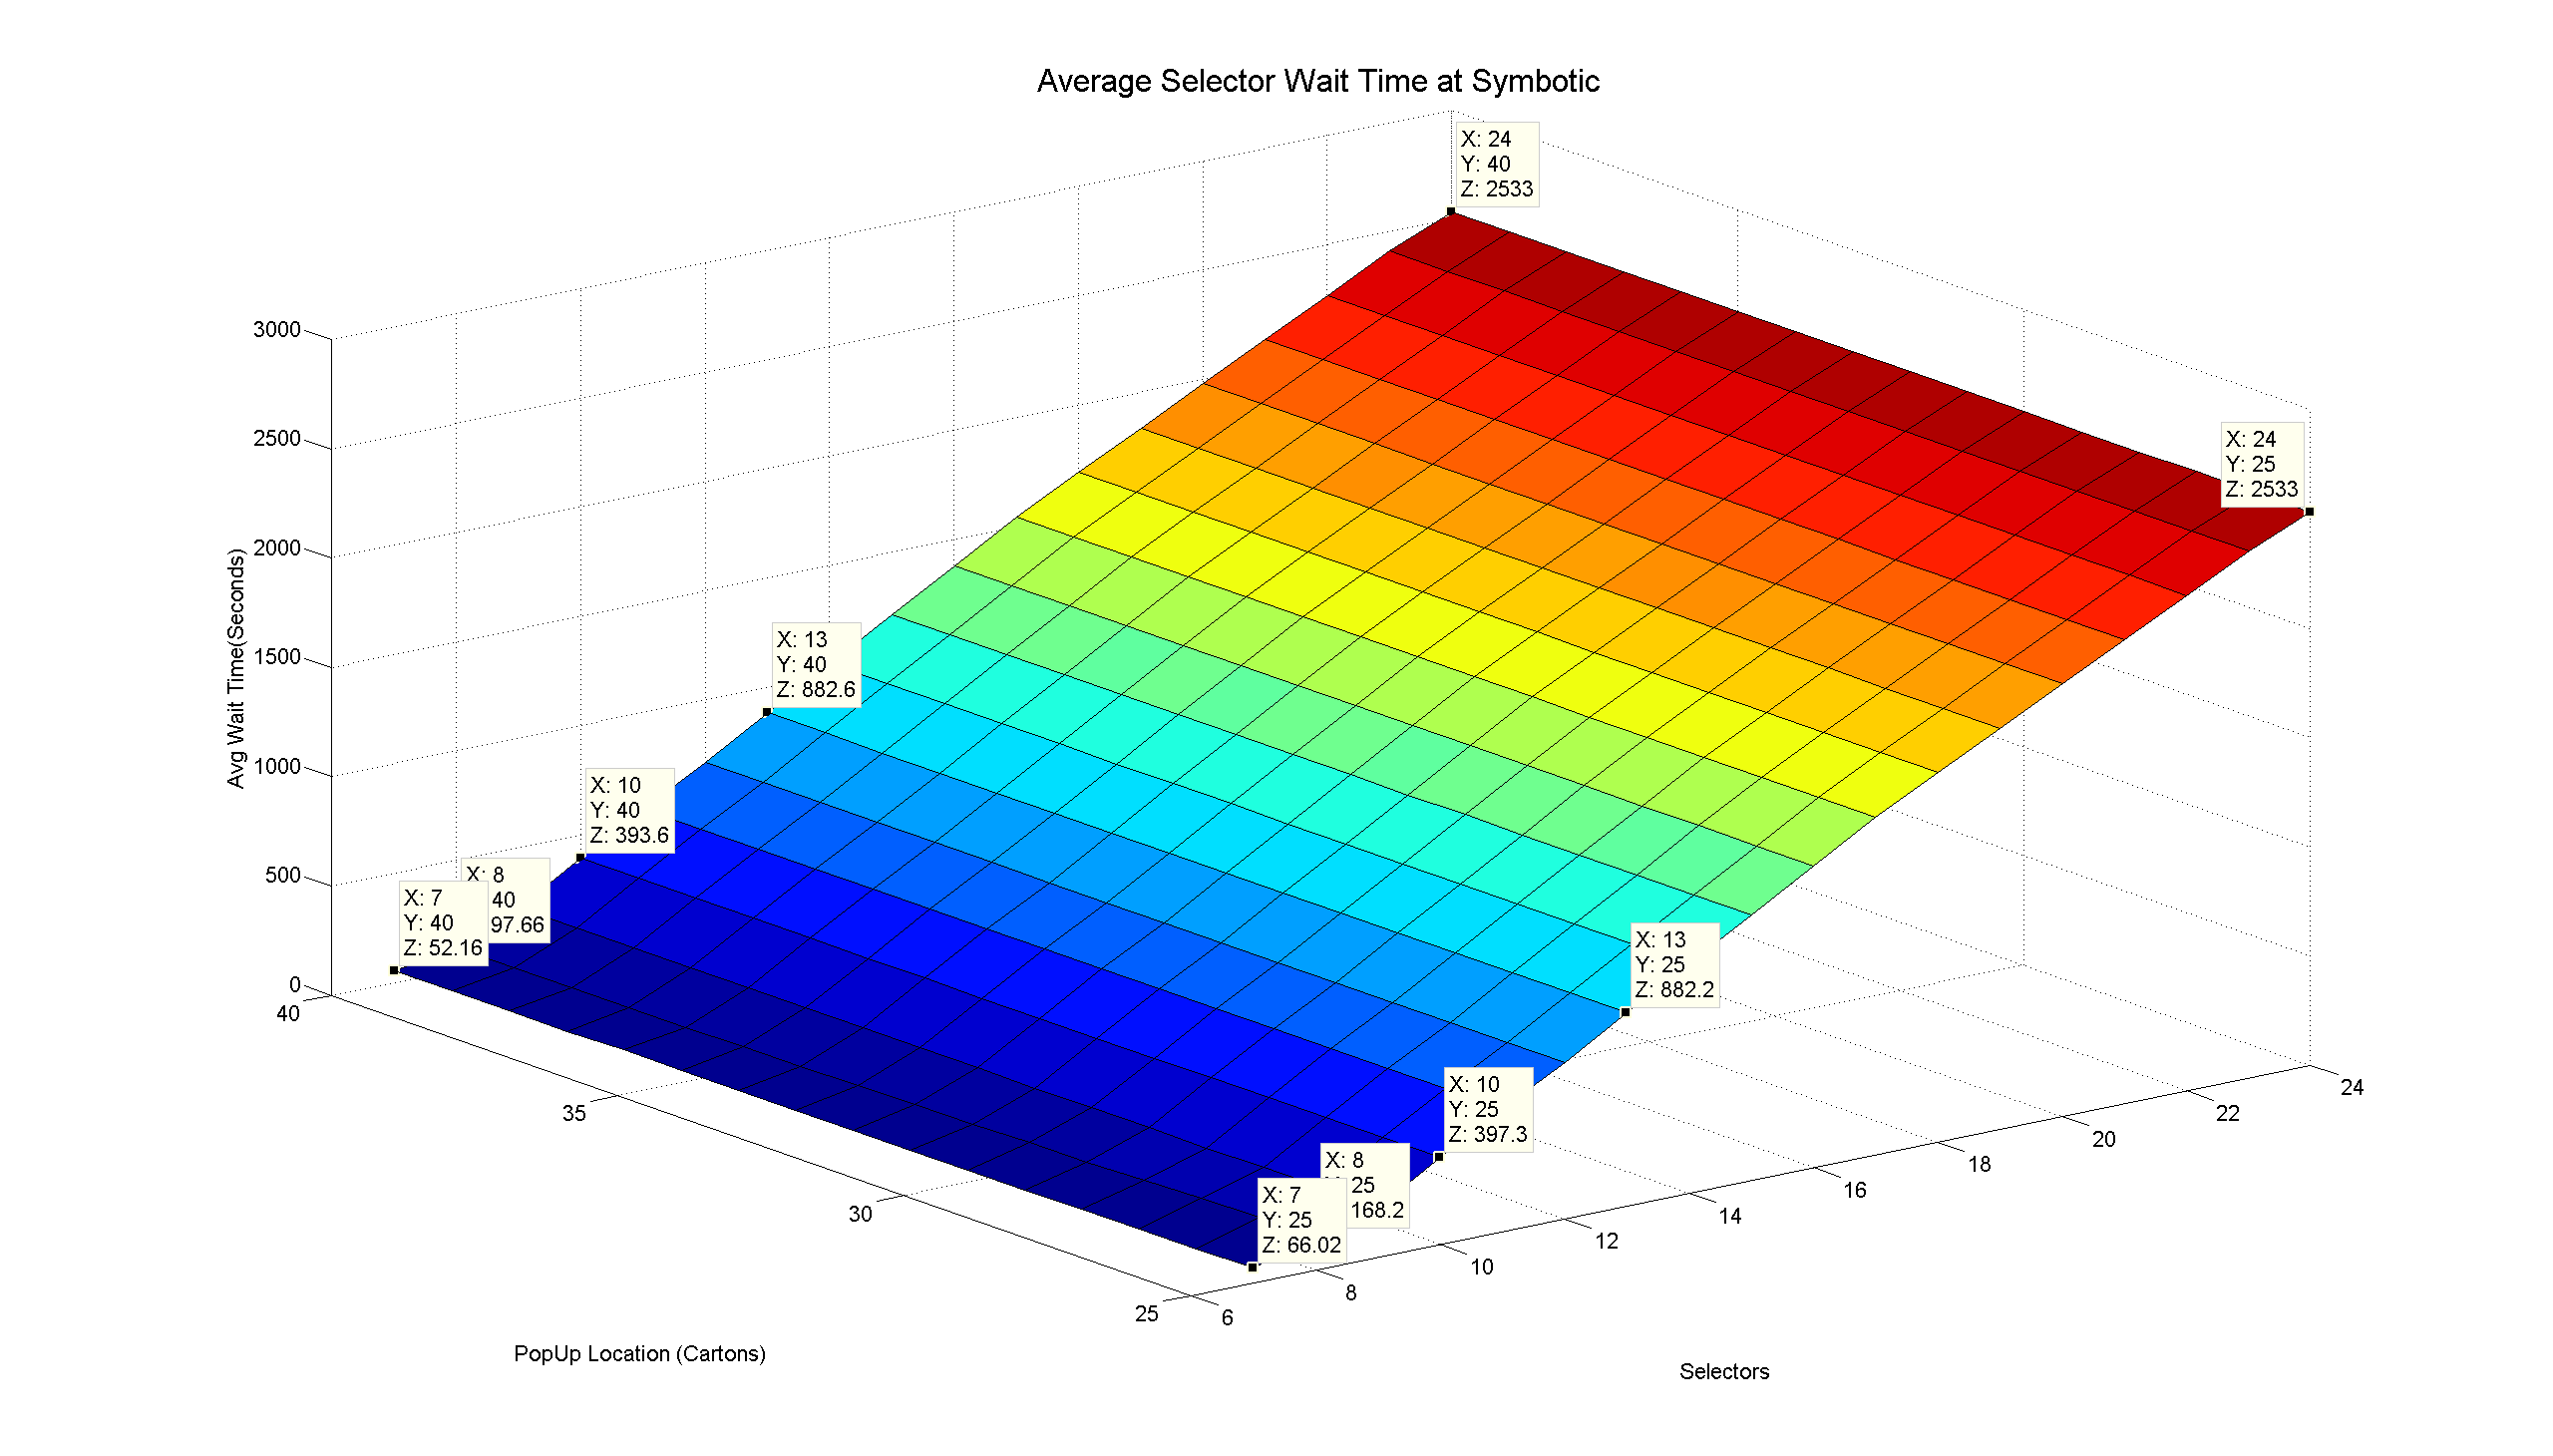 Average Selector Wait Time at Symbotic
X: 24
Y: 40
Z: 2533
X: 24
Y: 25
Z: 2533
X: 13
Y: 40
Z: 882.6
X: 10
Y: 40
Z: 393.6
X: 8
40
97.66
X: 7
Y: 40
Z: 52.16
X: 13
Y: 25
Z: 882.2
X: 10
Y: 25
Z: 397.3
X: 8
25
168.2
X: 7
Y: 25
Z: 66.02
3000
2500
2000
1500
1000
500
0
Avg Wait Time(Seconds)
40
35
30
25
PopUp Location (Cartons)
6
8
10
12
14
16
18
20
22
24
Selectors